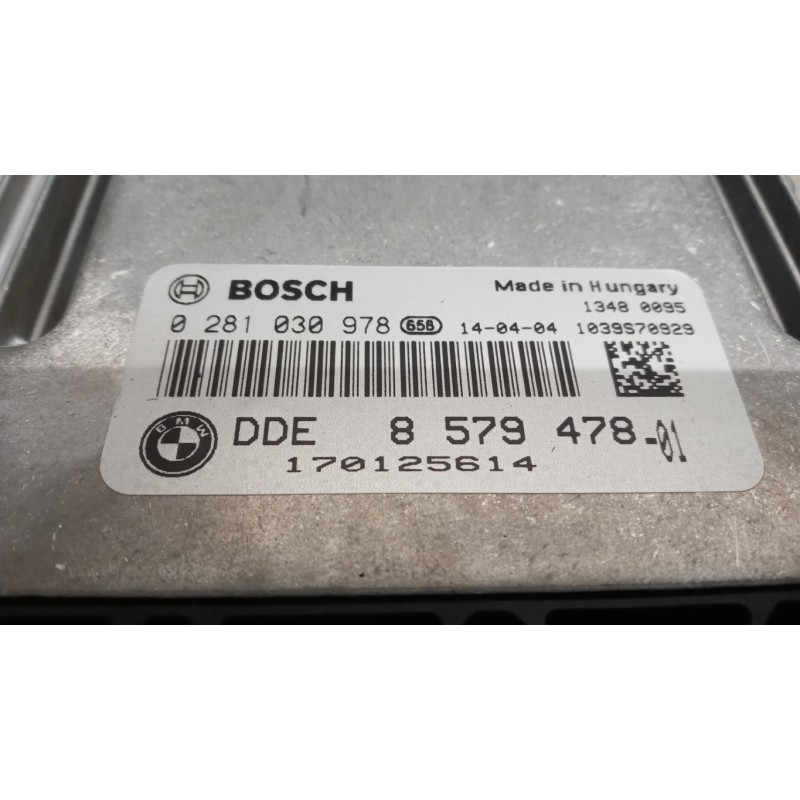 BOSCH Made in Hungary
1348 0095
0 281 030 978 658 14-04-04 1039S70929
BMW DDE 8 579 478-01
170125614